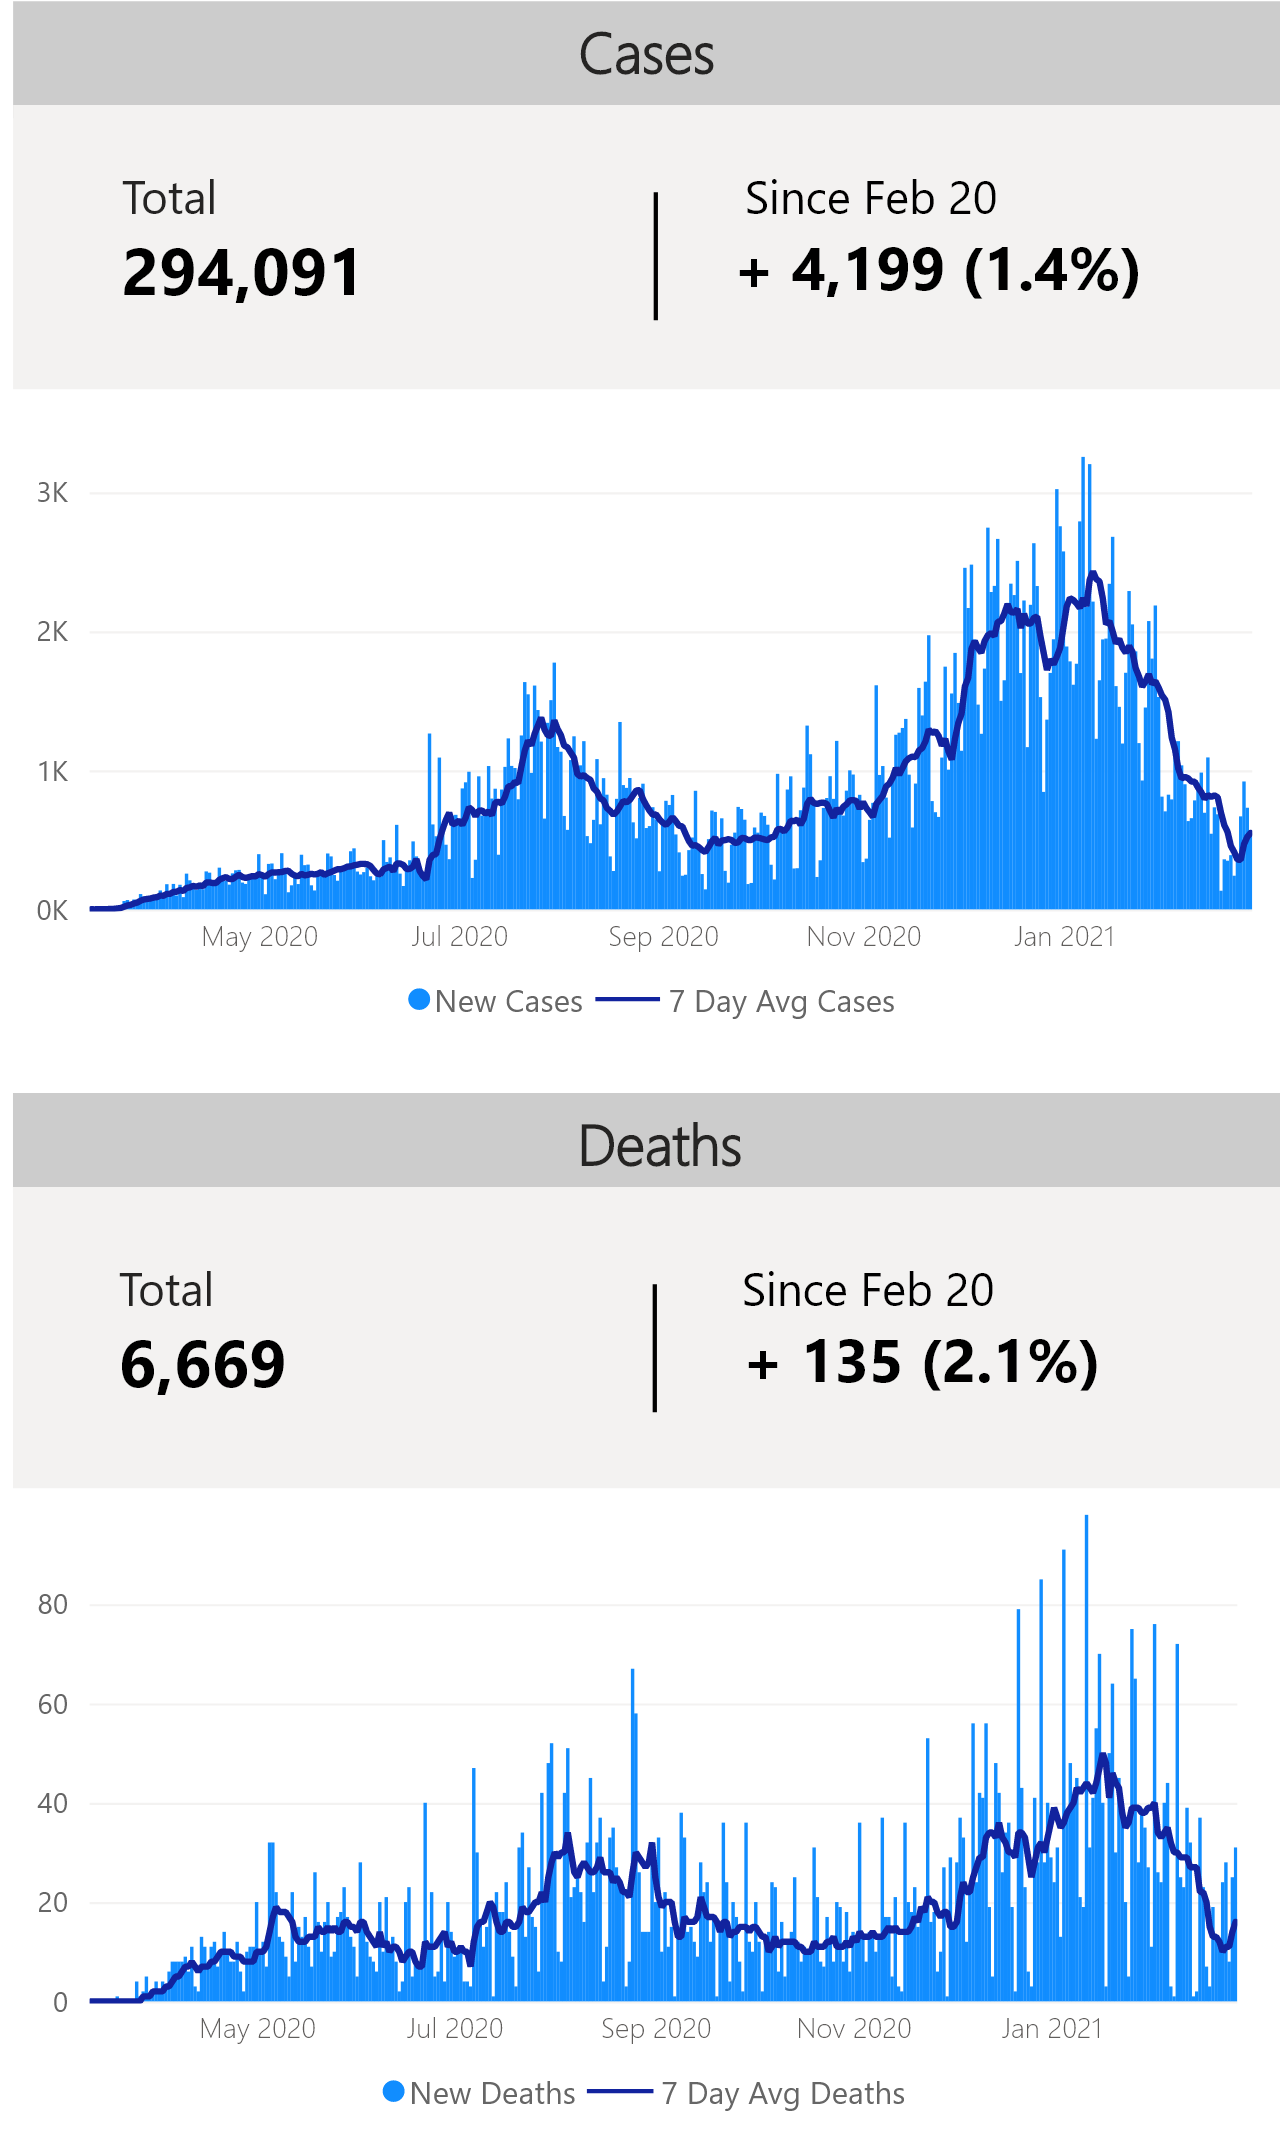 Cases
Total
Since Feb 20
294,091
+ 4,199 (1.4%)
3K
2K
1K
0K
May 2020 Jul 2020 Sep 2020 Nov 2020 Jan 2021
New Cases 7 Day Avg Cases
Deaths
Total
Since Feb 20
6,669
+ 135 (2.1%)
80
60
40
20
0
May 2020 Jul 2020 Sep 2020 Nov 2020 Jan 2021
New Deaths 7 Day Avg Deaths